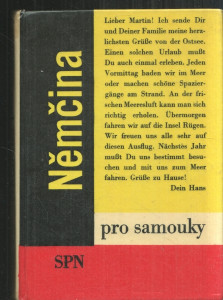 Lieber Martin! Ich sende Dir
und Deiner Familie meine herz-
lichsten Grüße von der Ostsee.
Einen solchen Urlaub mußt
Du auch einmal erleben. Jeden
Vormittag baden wir im Meer
oder machen schöne Spazier-
gänge am Strand. An der fri-
schen Meeresluft kann man sich
richtig erholen. Übermorgen
fahren wir auf die Insel Rügen.
Wir freuen uns alle sehr auf
diesen Ausflug. Nächstes Jahr
mußt Du uns bestimmt besu-
chen und mit uns zum Meer
fahren. Grüße zu Hause!
Dein Hans
Němčina
pro samouky
SPN